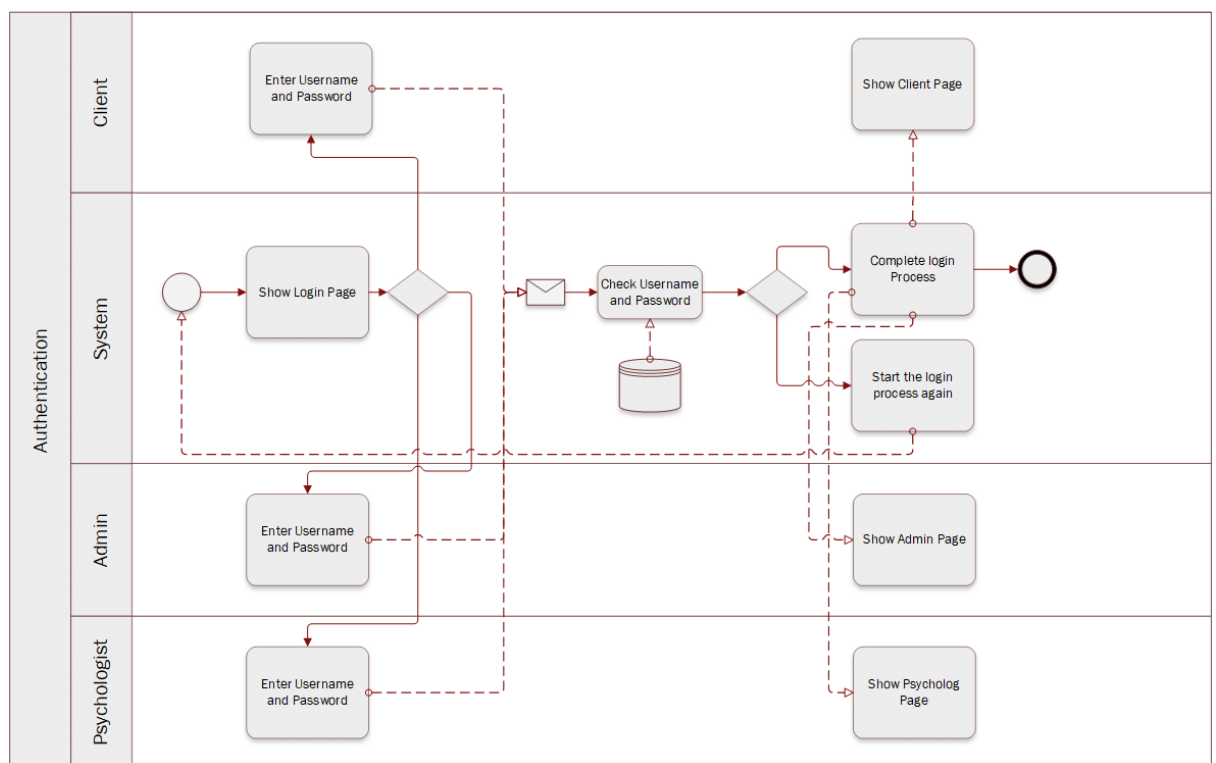 Authentication
Client
Enter Username
and Password
Show Client Page
System
Show Login Page
Check Username
and Password
Complete login
Process
Start the login
process again
Admin
Enter Username
and Password
Show Admin Page
Psychologist
Enter Username
and Password
Show Psycholog
Page